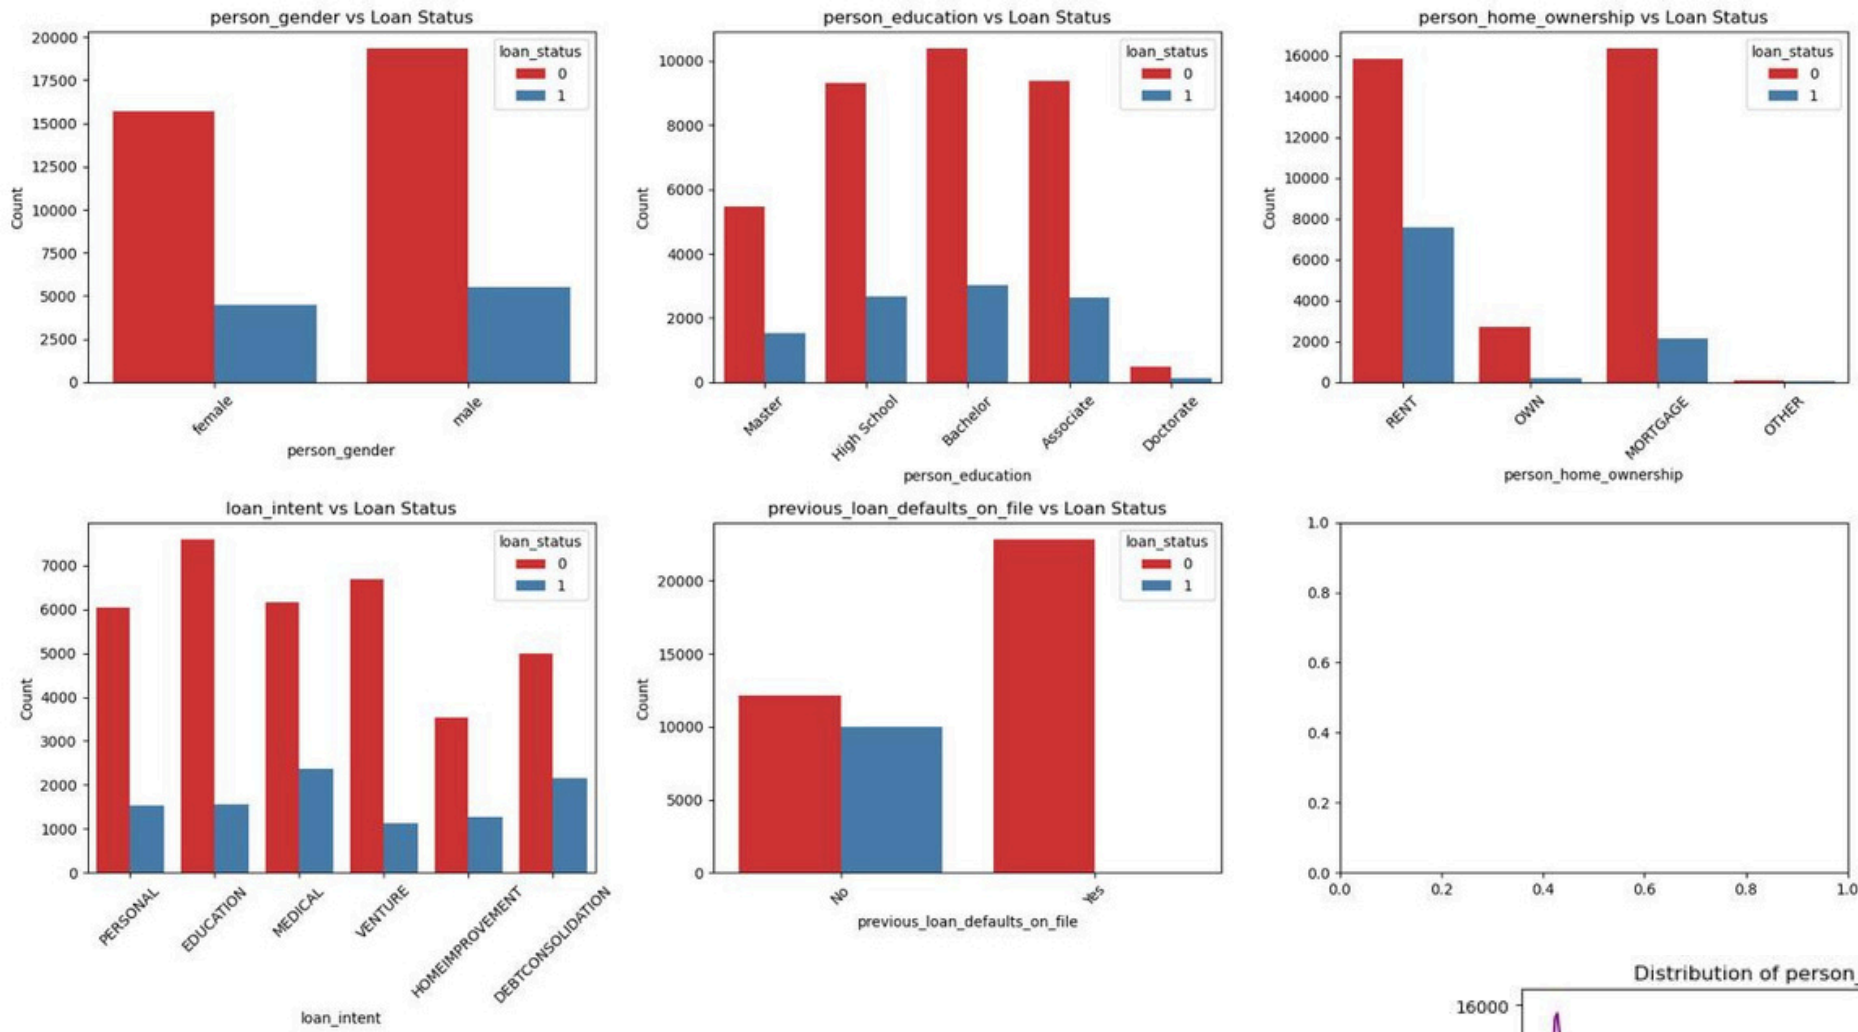 person_gender vs Loan Status
20000
17500
15000
12500
10000
7500
5000
2500
0
Count
loan_status
0
1
female
male
person_gender
person_education vs Loan Status
10000
8000
6000
4000
2000
0
Count
loan_status
0
1
Master
High School
Bachelor
Associate
Doctorate
person_education
person_home_ownership vs Loan Status
16000
14000
12000
10000
8000
6000
4000
2000
0
Count
loan_status
0
1
RENT
OWN
MORTGAGE
OTHER
person_home_ownership
loan_intent vs Loan Status
7000
6000
5000
4000
3000
2000
1000
0
Count
loan_status
0
1
PERSONAL
EDUCATION
MEDICAL
VENTURE
HOMEIMPROVEMENT
DEBTCONSOLIDATION
loan_intent
previous_loan_defaults_on_file vs Loan Status
20000
15000
10000
5000
0
Count
loan_status
0
1
No
Yes
previous_loan_defaults_on_file
1.0
0.8
0.6
0.4
0.2
0.0
0.0
0.2
0.4
0.6
0.8
1.0
Distribution of person_
16000